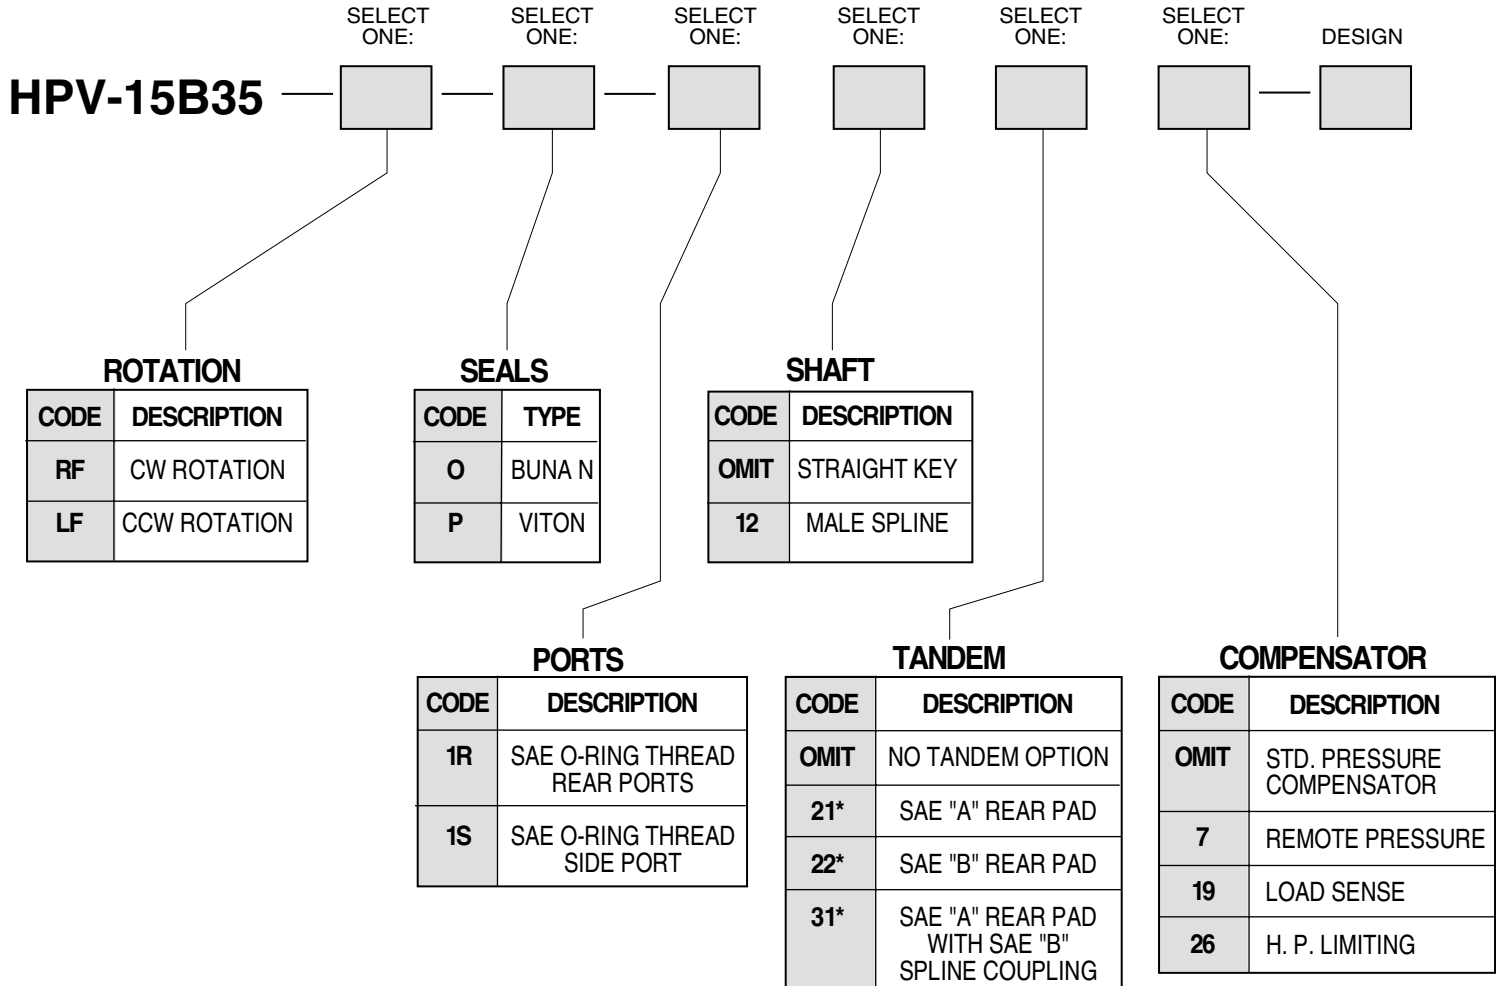 SELECT ONE:
SELECT ONE:
SELECT ONE:
SELECT ONE:
SELECT ONE:
SELECT ONE:
DESIGN
HPV-15B35
ROTATION
CODE DESCRIPTION
RF CW ROTATION
LF CCW ROTATION
SEALS
CODE TYPE
O BUNA N
P VITON
SHAFT
CODE DESCRIPTION
OMIT STRAIGHT KEY
12 MALE SPLINE
PORTS
CODE DESCRIPTION
1R SAE O-RING THREAD
REAR PORTS
1S SAE O-RING THREAD
SIDE PORT
TANDEM
CODE DESCRIPTION
OMIT NO TANDEM OPTION
21* SAE "A" REAR PAD
22* SAE "B" REAR PAD
31* SAE "A" REAR PAD
WITH SAE "B"
SPLINE COUPLING
COMPENSATOR
CODE DESCRIPTION
OMIT STD. PRESSURE
COMPENSATOR
7 REMOTE PRESSURE
19 LOAD SENSE
26 H. P. LIMITING